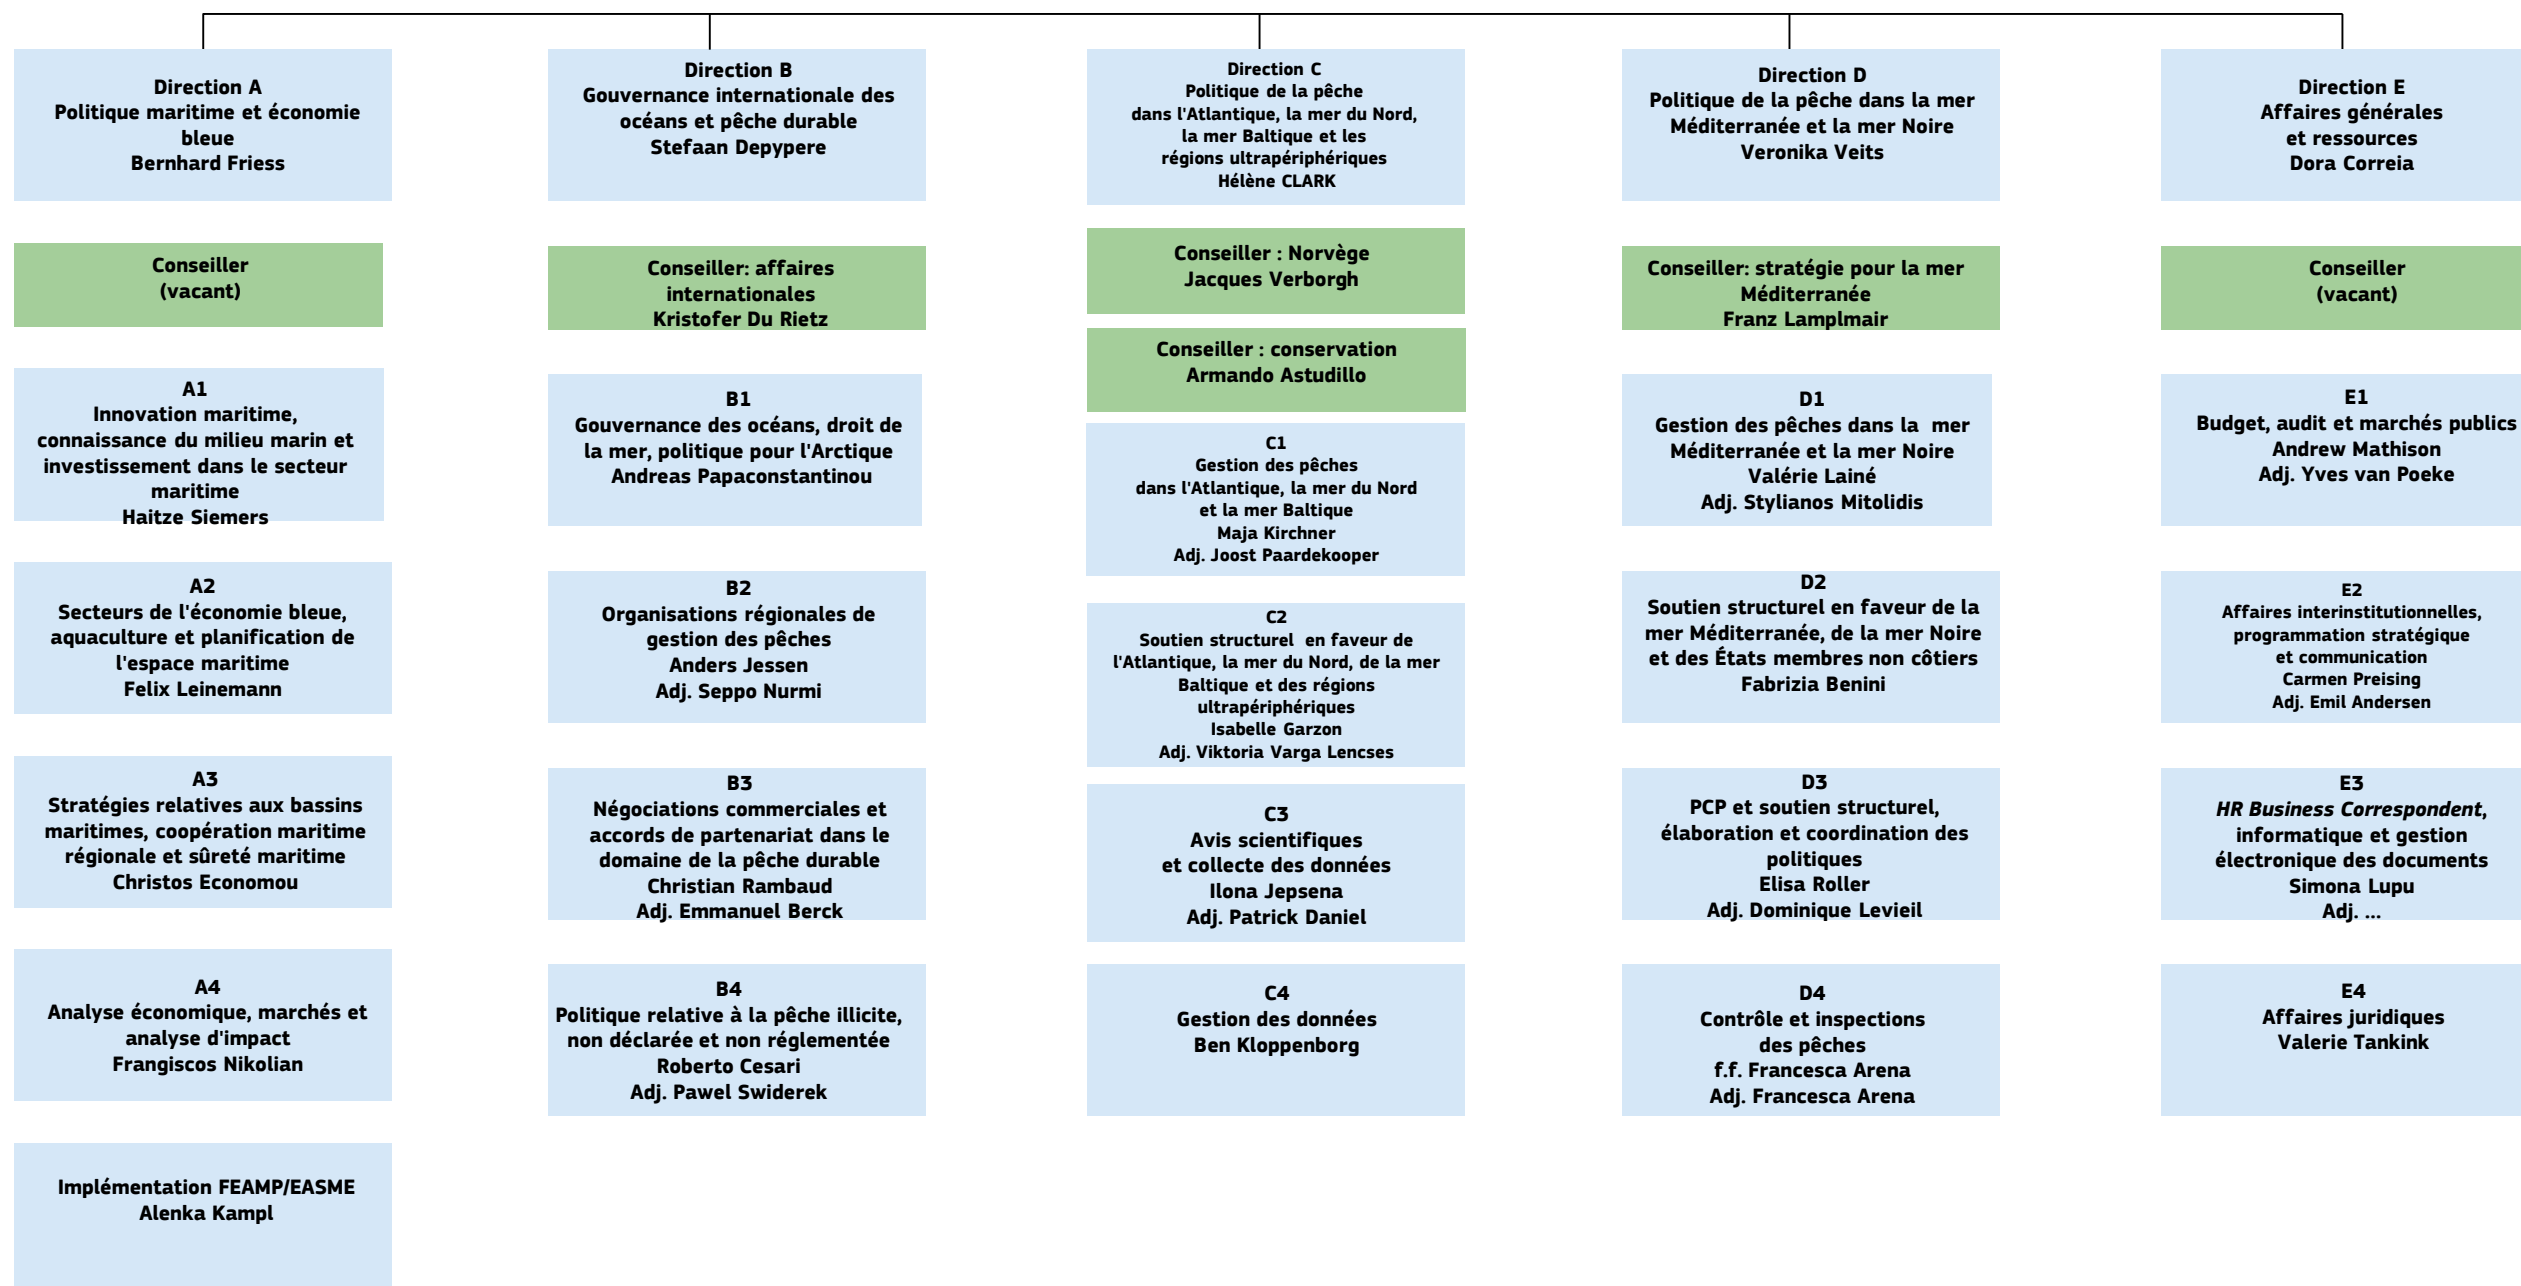 Direction A
Politique maritime et économie
bleue
Bernhard Friess
Conseiller
(vacant)
A1
Innovation maritime,
connaissance du milieu marin et
investissement dans le secteur
maritime
Haitze Siemers
A2
Secteurs de l'économie bleue,
aquaculture et planification de
l'espace maritime
Felix Leinemann
A3
Stratégies relatives aux bassins
maritimes, coopération maritime
régionale et sûreté maritime
Christos Economou
A4
Analyse économique, marchés et
analyse d'impact
Frangiscos Nikolian
Implémentation FEAMP/EASME
Alenka Kampl
Direction B
Gouvernance internationale des
océans et pêche durable
Stefaan Depypere
Conseiller: affaires
internationales
Kristofer Du Rietz
B1
Gouvernance des océans, droit de
la mer, politique pour l'Arctique
Andreas Papaconstantinou
B2
Organisations régionales de
gestion des pêches
Anders Jessen
Adj. Seppo Nurmi
B3
Négociations commerciales et
accords de partenariat dans le
domaine de la pêche durable
Christian Rambaud
Adj. Emmanuel Berck
B4
Politique relative à la pêche illicite,
non déclarée et non réglementée
Roberto Cesari
Adj. Pawel Swiderek
Direction C
Politique de la pêche
dans l'Atlantique, la mer du Nord,
la mer Baltique et les
régions ultrapériphériques
Hélène CLARK
Conseiller : Norvège
Jacques Verborgh
Conseiller : conservation
Armando Astudillo
C1
Gestion des pêches
dans l'Atlantique, la mer du Nord
et la mer Baltique
Maja Kirchner
Adj. Joost Paardekooper
C2
Soutien structurel en faveur de
l'Atlantique, la mer du Nord, de la mer
Baltique et des régions
ultrapériphériques
Isabelle Garzon
Adj. Viktoria Varga Lencses
C3
Avis scientifiques
et collecte des données
Ilona Jepsena
Adj. Patrick Daniel
C4
Gestion des données
Ben Kloppenborg
Direction D
Politique de la pêche dans la mer
Méditerranée et la mer Noire
Veronika Veits
Conseiller: stratégie pour la mer
Méditerranée
Franz Lamplmair
D1
Gestion des pêches dans la mer
Méditerranée et la mer Noire
Valérie Lainé
Adj. Stylianos Mitolidis
D2
Soutien structurel en faveur de la
mer Méditerranée, de la mer Noire
et des États membres non côtiers
Fabrizia Benini
D3
PCP et soutien structurel,
élaboration et coordination des
politiques
Elisa Roller
Adj. Dominique Levieil
D4
Contrôle et inspections
des pêches
f.f. Francesca Arena
Adj. Francesca Arena
Direction E
Affaires générales
et ressources
Dora Correia
Conseiller
(vacant)
E1
Budget, audit et marchés publics
Andrew Mathison
Adj. Yves van Poeke
E2
Affaires interinstitutionnelles,
programmation stratégique
et communication
Carmen Preising
Adj. Emil Andersen
E3
HR Business Correspondent,
informatique et gestion
électronique des documents
Simona Lupu
Adj. ...
E4
Affaires juridiques
Valerie Tankink